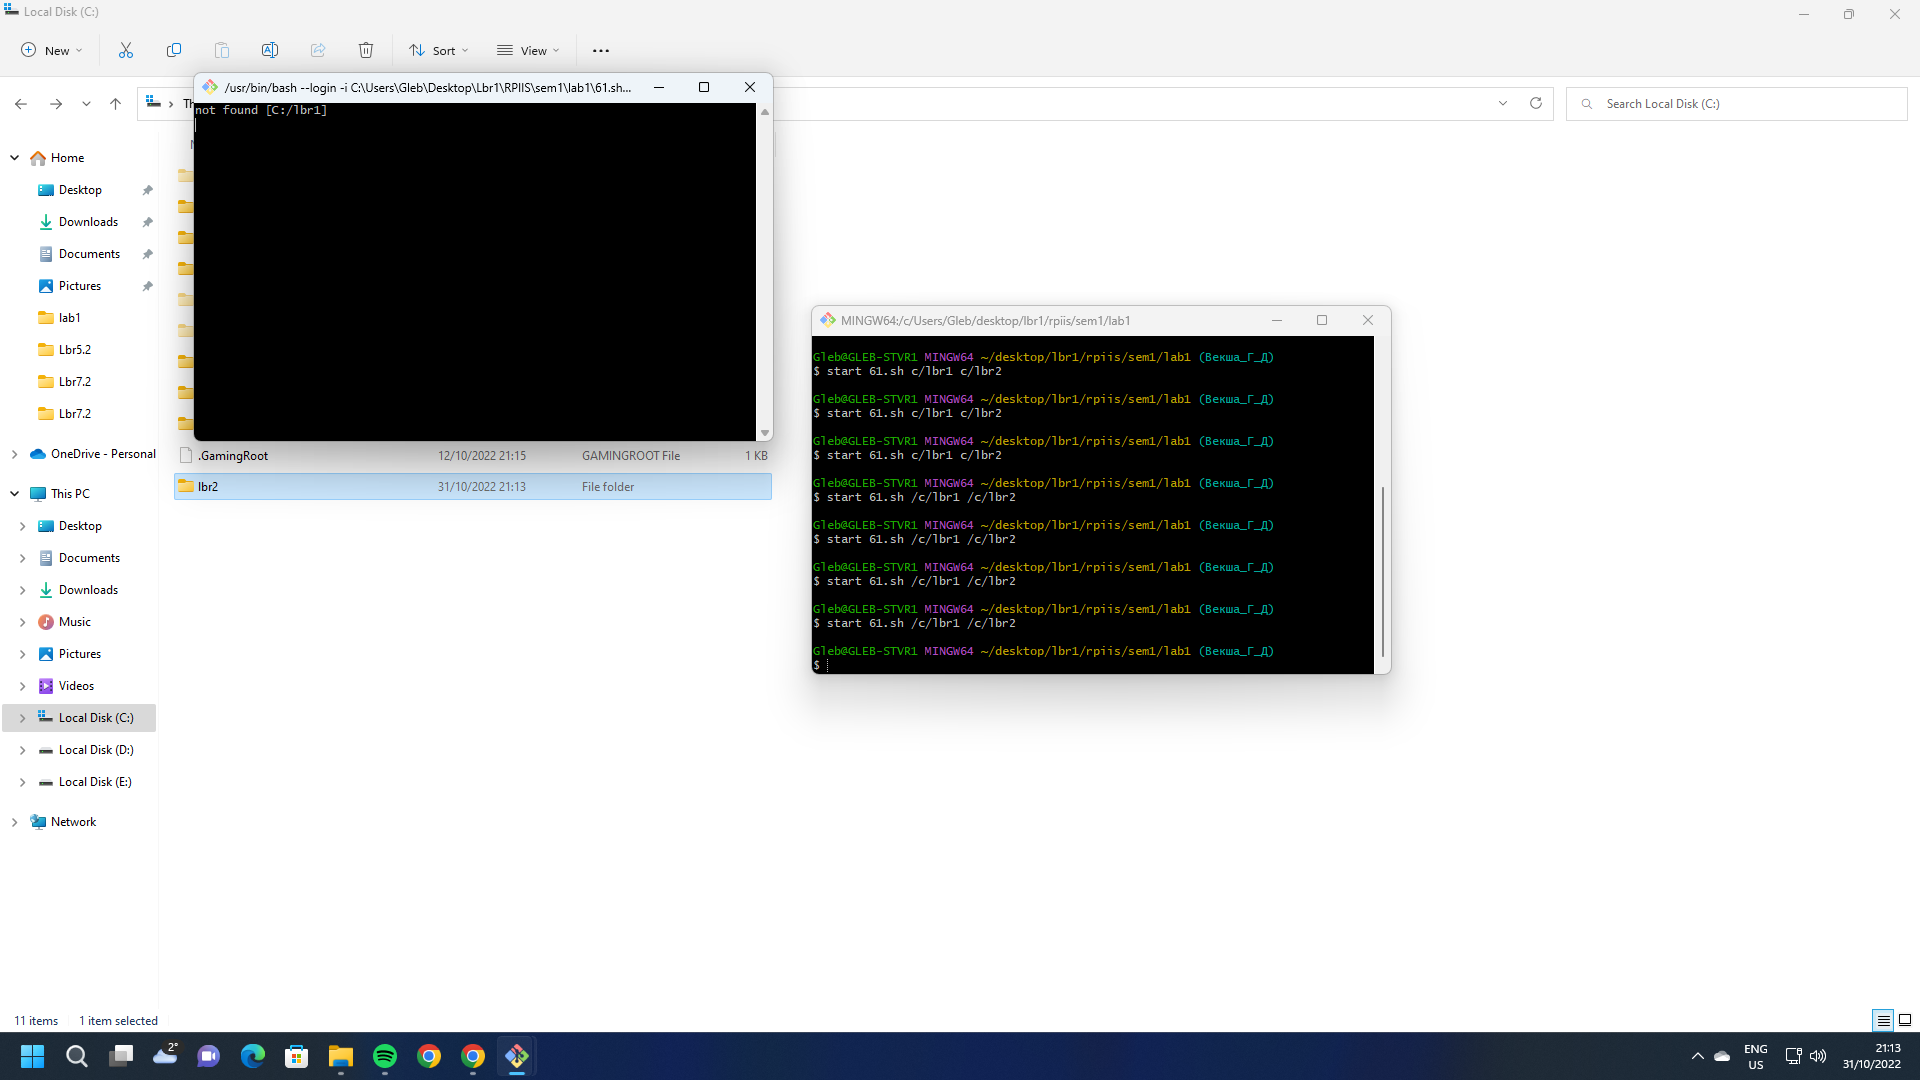 Local Disk (C:)
New
Sort
View
/usr/bin/bash --login -i C:\Users\Gleb\Desktop\Lbr1\RPIIS\sem1\lab1\61.sh...
Search Local Disk (C:)
not found [C:/lbr1]
Home
Desktop
Downloads
Documents
Pictures
lab1
Lbr5.2
Lbr7.2
Lbr7.2
OneDrive - Personal
This PC
Desktop
Documents
Downloads
Music
Pictures
Videos
Local Disk (C:)
Local Disk (D:)
Local Disk (E:)
Network
.GamingRoot 12/10/2022 21:15 GAMINGROOT File 1 KB
lbr2 31/10/2022 21:13 File folder
MINGW64:/c/Users/Gleb/desktop/lbr1/rpiis/sem1/lab1
Gleb@GLEB-STVR1 MINGW64 ~/desktop/lbr1/rpiis/sem1/lab1 (Векша_Г_Д)
$ start 61.sh c/lbr1 c/lbr2
Gleb@GLEB-STVR1 MINGW64 ~/desktop/lbr1/rpiis/sem1/lab1 (Векша_Г_Д)
$ start 61.sh c/lbr1 c/lbr2
Gleb@GLEB-STVR1 MINGW64 ~/desktop/lbr1/rpiis/sem1/lab1 (Векша_Г_Д)
$ start 61.sh c/lbr1 c/lbr2
Gleb@GLEB-STVR1 MINGW64 ~/desktop/lbr1/rpiis/sem1/lab1 (Векша_Г_Д)
$ start 61.sh /c/lbr1 /c/lbr2
Gleb@GLEB-STVR1 MINGW64 ~/desktop/lbr1/rpiis/sem1/lab1 (Векша_Г_Д)
$ start 61.sh /c/lbr1 /c/lbr2
Gleb@GLEB-STVR1 MINGW64 ~/desktop/lbr1/rpiis/sem1/lab1 (Векша_Г_Д)
$ start 61.sh /c/lbr1 /c/lbr2
Gleb@GLEB-STVR1 MINGW64 ~/desktop/lbr1/rpiis/sem1/lab1 (Векша_Г_Д)
$ start 61.sh /c/lbr1 /c/lbr2
Gleb@GLEB-STVR1 MINGW64 ~/desktop/lbr1/rpiis/sem1/lab1 (Векша_Г_Д)
$
11 items 1 item selected
2°
ENG
US
21:13
31/10/2022